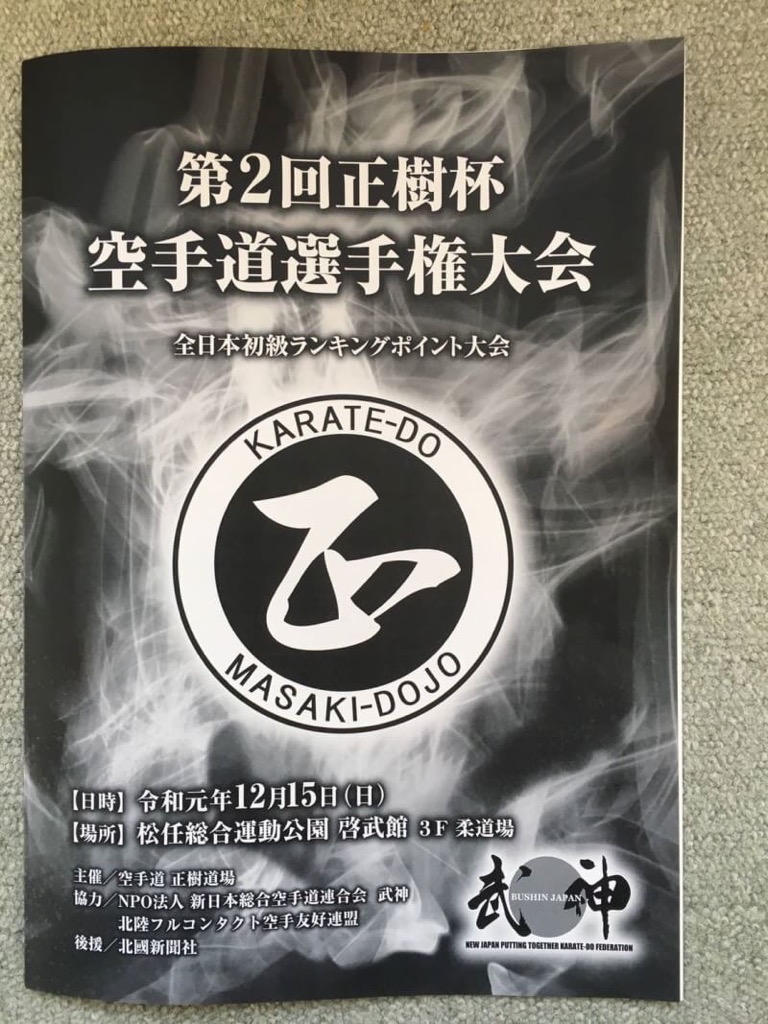 第2回正樹杯
空手道選手権大会
全日本初級ランキングポイント大会
KARATE-DO
正
MASAKI-DOJO
【日時】 令和元年12月15日(日)
【場所】 松任総合運動公園 啓武館 3F 柔道場
主催／空手道 正樹道場
協力／NPO法人 新日本総合空手道連合会 武神
北陸フルコンタクト空手友好連盟
後援／北國新聞社
武神
BUSHIN JAPAN
NEW JAPAN PUTTING TOGETHER KARATE-DO FEDERATION